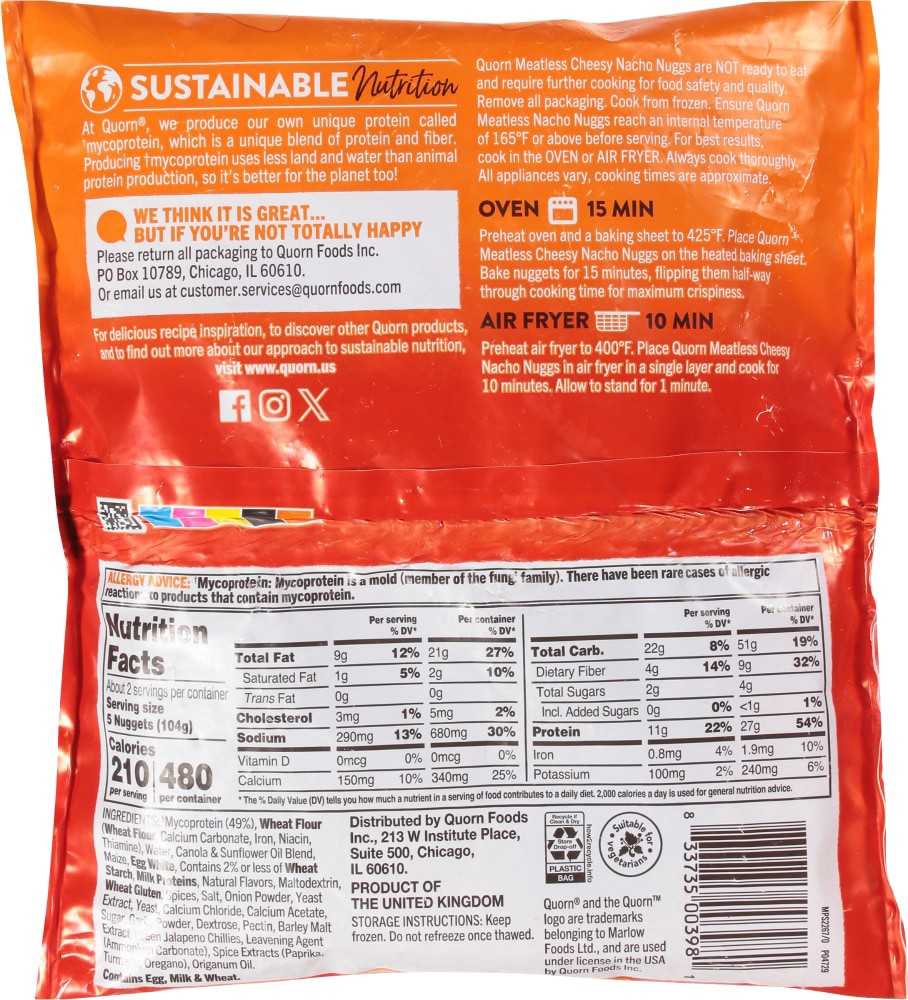 SUSTAINABLE Nutrition
At Quorn®, we produce our own unique protein called
†mycoprotein, which is a unique blend of protein and fiber.
Producing †mycoprotein uses less land and water than animal
protein production, so it's better for the planet too!
WE THINK IT IS GREAT...
BUT IF YOU'RE NOT TOTALLY HAPPY
Please return all packaging to Quorn Foods Inc.
PO Box 10789, Chicago, IL 60610.
Or email us at customer.services@quornfoods.com
For delicious recipe inspiration, to discover other Quorn products,
and to find out more about our approach to sustainable nutrition,
visit www.quorn.us
Quorn Meatless Cheesy Nacho Nuggs are NOT ready to eat
and require further cooking for food safety and quality.
Remove all packaging. Cook from frozen. Ensure Quorn
Meatless Nacho Nuggs reach an internal temperature
of 165°F or above before serving. For best results,
cook in the OVEN or AIR FRYER. Always cook thoroughly.
All appliances vary, cooking times are approximate.
OVEN 15 MIN
Preheat oven and a baking sheet to 425°F. Place Quorn
Meatless Cheesy Nacho Nuggs on the heated baking sheet.
Bake nuggets for 15 minutes, flipping them half-way
through cooking time for maximum crispiness.
AIR FRYER 10 MIN
Preheat air fryer to 400°F. Place Quorn Meatless Cheesy
Nacho Nuggs in air fryer in a single layer and cook for
10 minutes. Allow to stand for 1 minute.
ALLERGY ADVICE: †Mycoprotein: Mycoprotein is a mold (member of the fungi family). There have been rare cases of allergic
reactions to products that contain mycoprotein.
Nutrition
Facts
About 2 servings per container
Serving size
5 Nuggets (104g)
Calories
210 480
per serving per container
Per serving Per container
% DV* % DV*
Total Fat 9g 12% 21g 27%
Saturated Fat 1g 5% 2g 10%
Trans Fat 0g 0g
Cholesterol 3mg 1% 5mg 2%
Sodium 290mg 13% 680mg 30%
Vitamin D 0mcg 0% 0mcg 0%
Calcium 150mg 10% 340mg 25%
Per serving Per container
% DV* % DV*
Total Carb. 22g 8% 51g 19%
Dietary Fiber 4g 14% 9g 32%
Total Sugars 2g 4g
Incl. Added Sugars 0g 0% <1g 1%
Protein 11g 22% 27g 54%
Iron 0.8mg 4% 1.9mg 10%
Potassium 100mg 2% 240mg 6%
* The % Daily Value (DV) tells you how much a nutrient in a serving of food contributes to a daily diet. 2,000 calories a day is used for general nutrition advice.
INGREDIENTS: †Mycoprotein (49%), Wheat Flour
(Wheat Flour, Calcium Carbonate, Iron, Niacin,
Thiamine), Water, Canola & Sunflower Oil Blend,
Maize, Egg White, Contains 2% or less of Wheat
Starch, Milk Proteins, Natural Flavors, Maltodextrin,
Wheat Gluten, Spices, Salt, Onion Powder, Yeast
Extract, Yeast, Calcium Chloride, Calcium Acetate,
Sugar, Powder, Dextrose, Pectin, Barley Malt
Extract, Green Jalapeno Chillies, Leavening Agent
(Ammonium Carbonate), Spice Extracts (Paprika,
Oregano), Origanum Oil.
Contains Egg, Milk & Wheat.
Distributed by Quorn Foods
Inc., 213 W Institute Place,
Suite 500, Chicago,
IL 60610.
PRODUCT OF
THE UNITED KINGDOM
STORAGE INSTRUCTIONS: Keep
frozen. Do not refreeze once thawed.
Recycle if
Clean & Dry
Store
Drop-off
PLASTIC
BAG
how2recycle.info
Suitable for
vegetarians
Quorn® and the Quorn™
logo are trademarks
belonging to Marlow
Foods Ltd., and are used
under license in the USA
by Quorn Foods Inc.
8 33735 00398 1
MPS22617/0 P04729